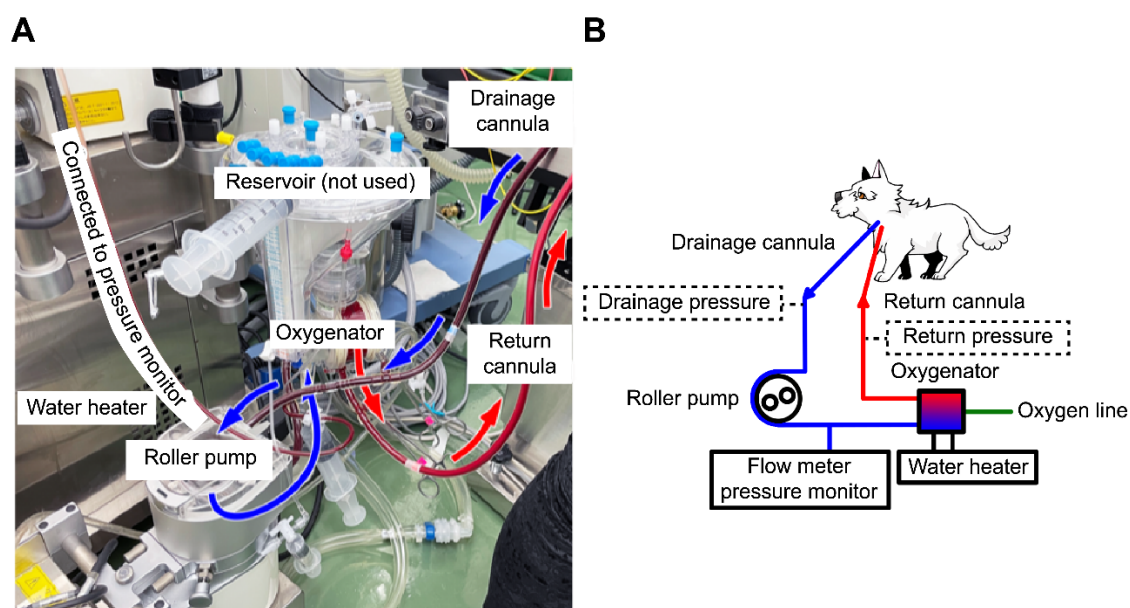 A
Drainage
cannula
Connected to pressure monitor
Reservoir (not used)
Oxygenator
Return
cannula
Water heater
Roller pump
B
Drainage cannula
Drainage pressure
Return cannula
Return pressure
Oxygenator
Roller pump
Oxygen line
Flow meter
pressure monitor
Water heater